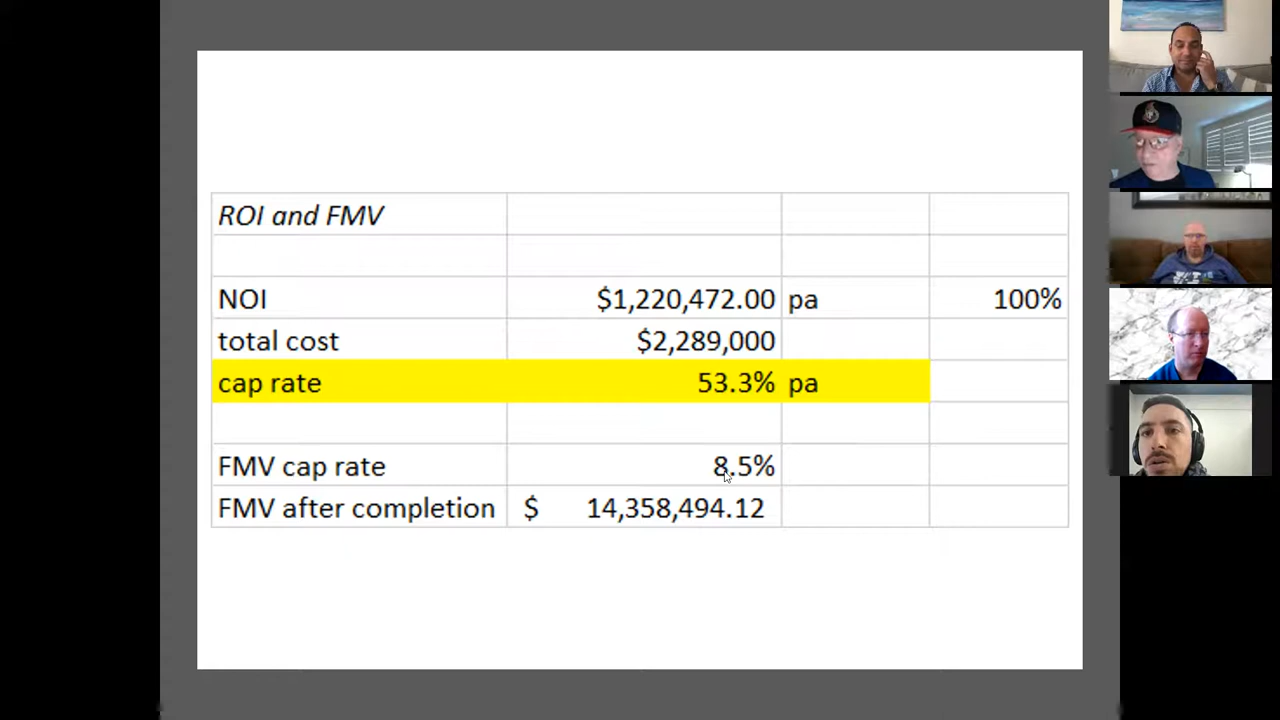 ROI and FMV
NOI $1,220,472.00 pa 100%
total cost $2,289,000
cap rate 53.3% pa
FMV cap rate 8.5%
FMV after completion $ 14,358,494.12